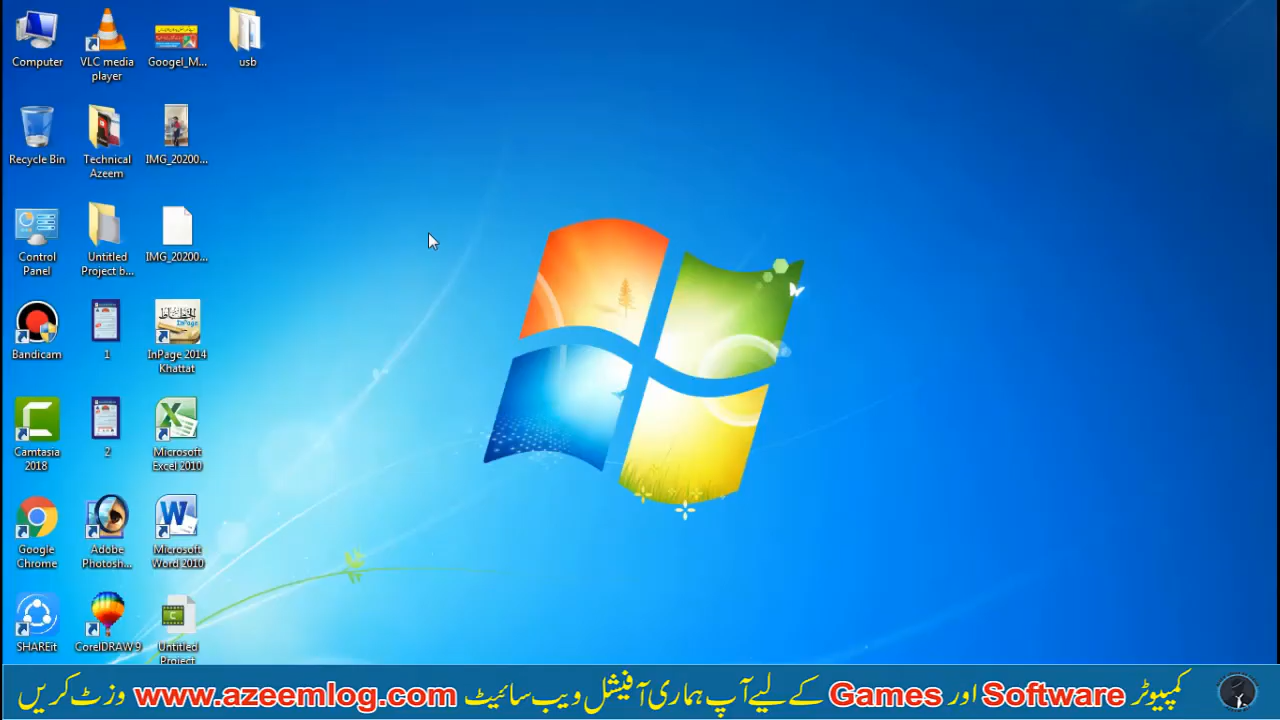 Computer
VLC media
player
Googel_M...
usb
Recycle Bin
Technical
Azeem
IMG_20200...
Control
Panel
Untitled
Project b...
IMG_20200...
Bandicam
1
InPage 2014
Khattat
Camtasia
2018
2
Microsoft
Excel 2010
Google
Chrome
Adobe
Photosh...
Microsoft
Word 2010
SHAREit
CorelDRAW 9
Untitled
Project
کمپیوٹر Software اور Games کے لیے آپ ہماری آفیشل ویب سائیٹ www.azeemlog.com وزٹ کریں